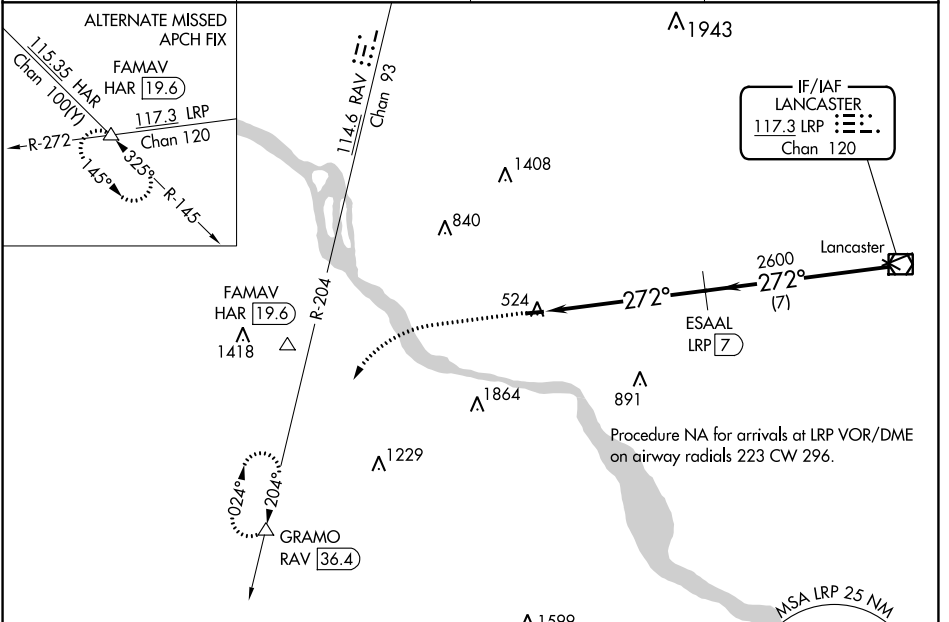 ALTERNATE MISSED
APCH FIX
115.35 HAR
Chan 100(Y)
FAMAV
HAR 19.6
117.3 LRP
Chan 120
R-272
325°
145°
R-145
114.6 RAV
Chan 93
1943
IF/IAF
LANCASTER
117.3 LRP
Chan 120
1408
840
Lancaster
2600
272°
(7)
272°
524
ESAAL
LRP 7
R-204
FAMAV
HAR 19.6
1418
1864
891
Procedure NA for arrivals at LRP VOR/DME
on airway radials 223 CW 296.
1229
024°
204°
GRAMO
RAV 36.4
MSA LRP 25 NM
1599